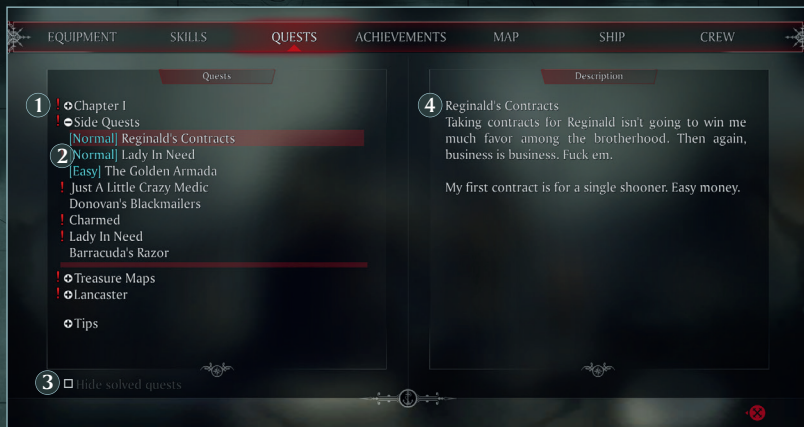 EQUIPMENT SKILLS QUESTS ACHIEVEMENTS MAP SHIP CREW
Quests
1
! Chapter I
! Side Quests
[Normal] Reginald's Contracts
2
[Normal] Lady In Need
[Easy] The Golden Armada
! Just A Little Crazy Medic
Donovan's Blackmailers
! Charmed
! Lady In Need
Barracuda's Razor
! Treasure Maps
! Lancaster
Tips
3
Hide solved quests
Description
4
Reginald's Contracts
Taking contracts for Reginald isn't going to win me
much favor among the brotherhood. Then again,
business is business. Fuck em.
My first contract is for a single shooner. Easy money.